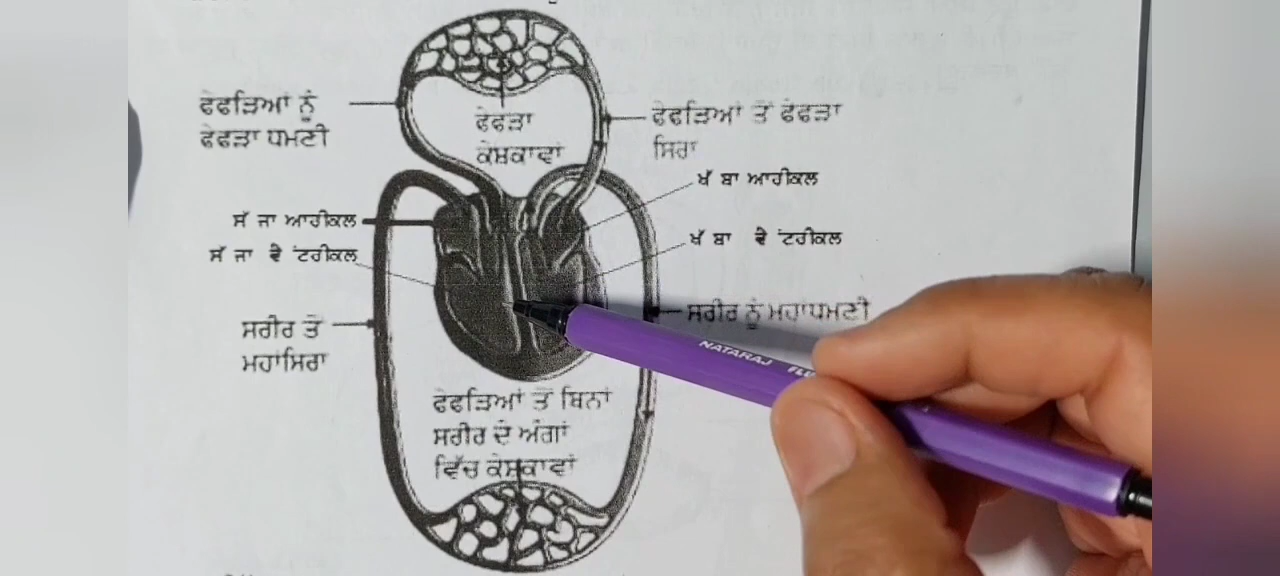 ਫੇਫੜਿਆਂ ਨੂੰ
ਫੇਫੜਾ ਧਮਣੀ
ਫੇਫੜਾ
ਕੇਸ਼ਕਾਵਾਂ
ਫੇਫੜਿਆਂ ਤੋਂ ਫੇਫੜਾ
ਸਿਰਾ
ਖੱਬਾ ਆਰੀਕਲ
ਸੱਜਾ ਆਰੀਕਲ
ਖੱਬਾ ਵੈਂਟਰੀਕਲ
ਸੱਜਾ ਵੈਂਟਰੀਕਲ
ਸਰੀਰ ਨੂੰ ਮਹਾਂਧਮਣੀ
ਸਰੀਰ ਤੋਂ
ਮਹਾਂਸਿਰਾ
ਫੇਫੜਿਆਂ ਤੋਂ ਬਿਨਾਂ
ਸਰੀਰ ਦੇ ਅੰਗਾਂ
ਵਿੱਚ ਕੇਸ਼ਕਾਵਾਂ
NATARAJ